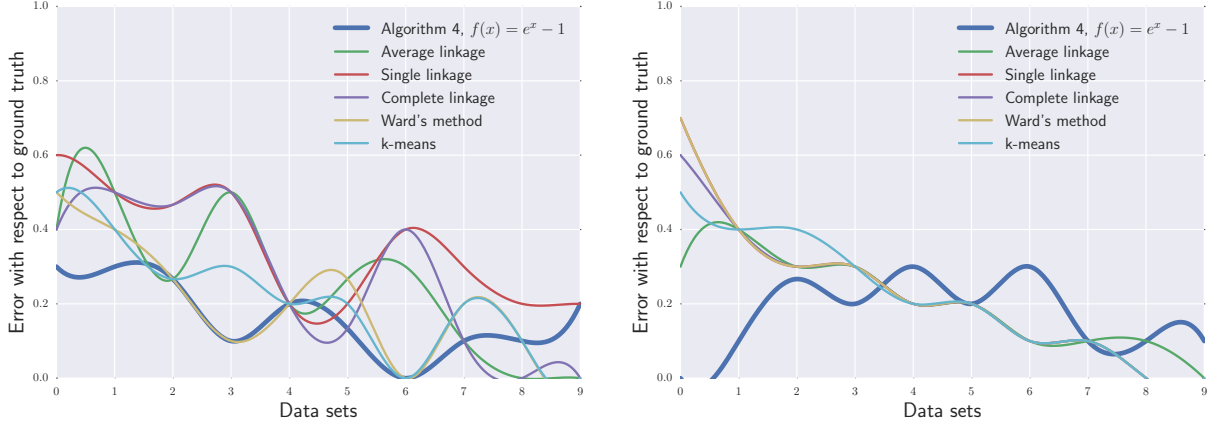 1.0
0.8
0.6
0.4
0.2
0.0
Error with respect to ground truth
Algorithm 4, f(x) = e^x − 1
Average linkage
Single linkage
Complete linkage
Ward's method
k-means
0 1 2 3 4 5 6 7 8 9
Data sets
1.0
0.8
0.6
0.4
0.2
0.0
Error with respect to ground truth
Algorithm 4, f(x) = e^x − 1
Average linkage
Single linkage
Complete linkage
Ward's method
k-means
0 1 2 3 4 5 6 7 8 9
Data sets